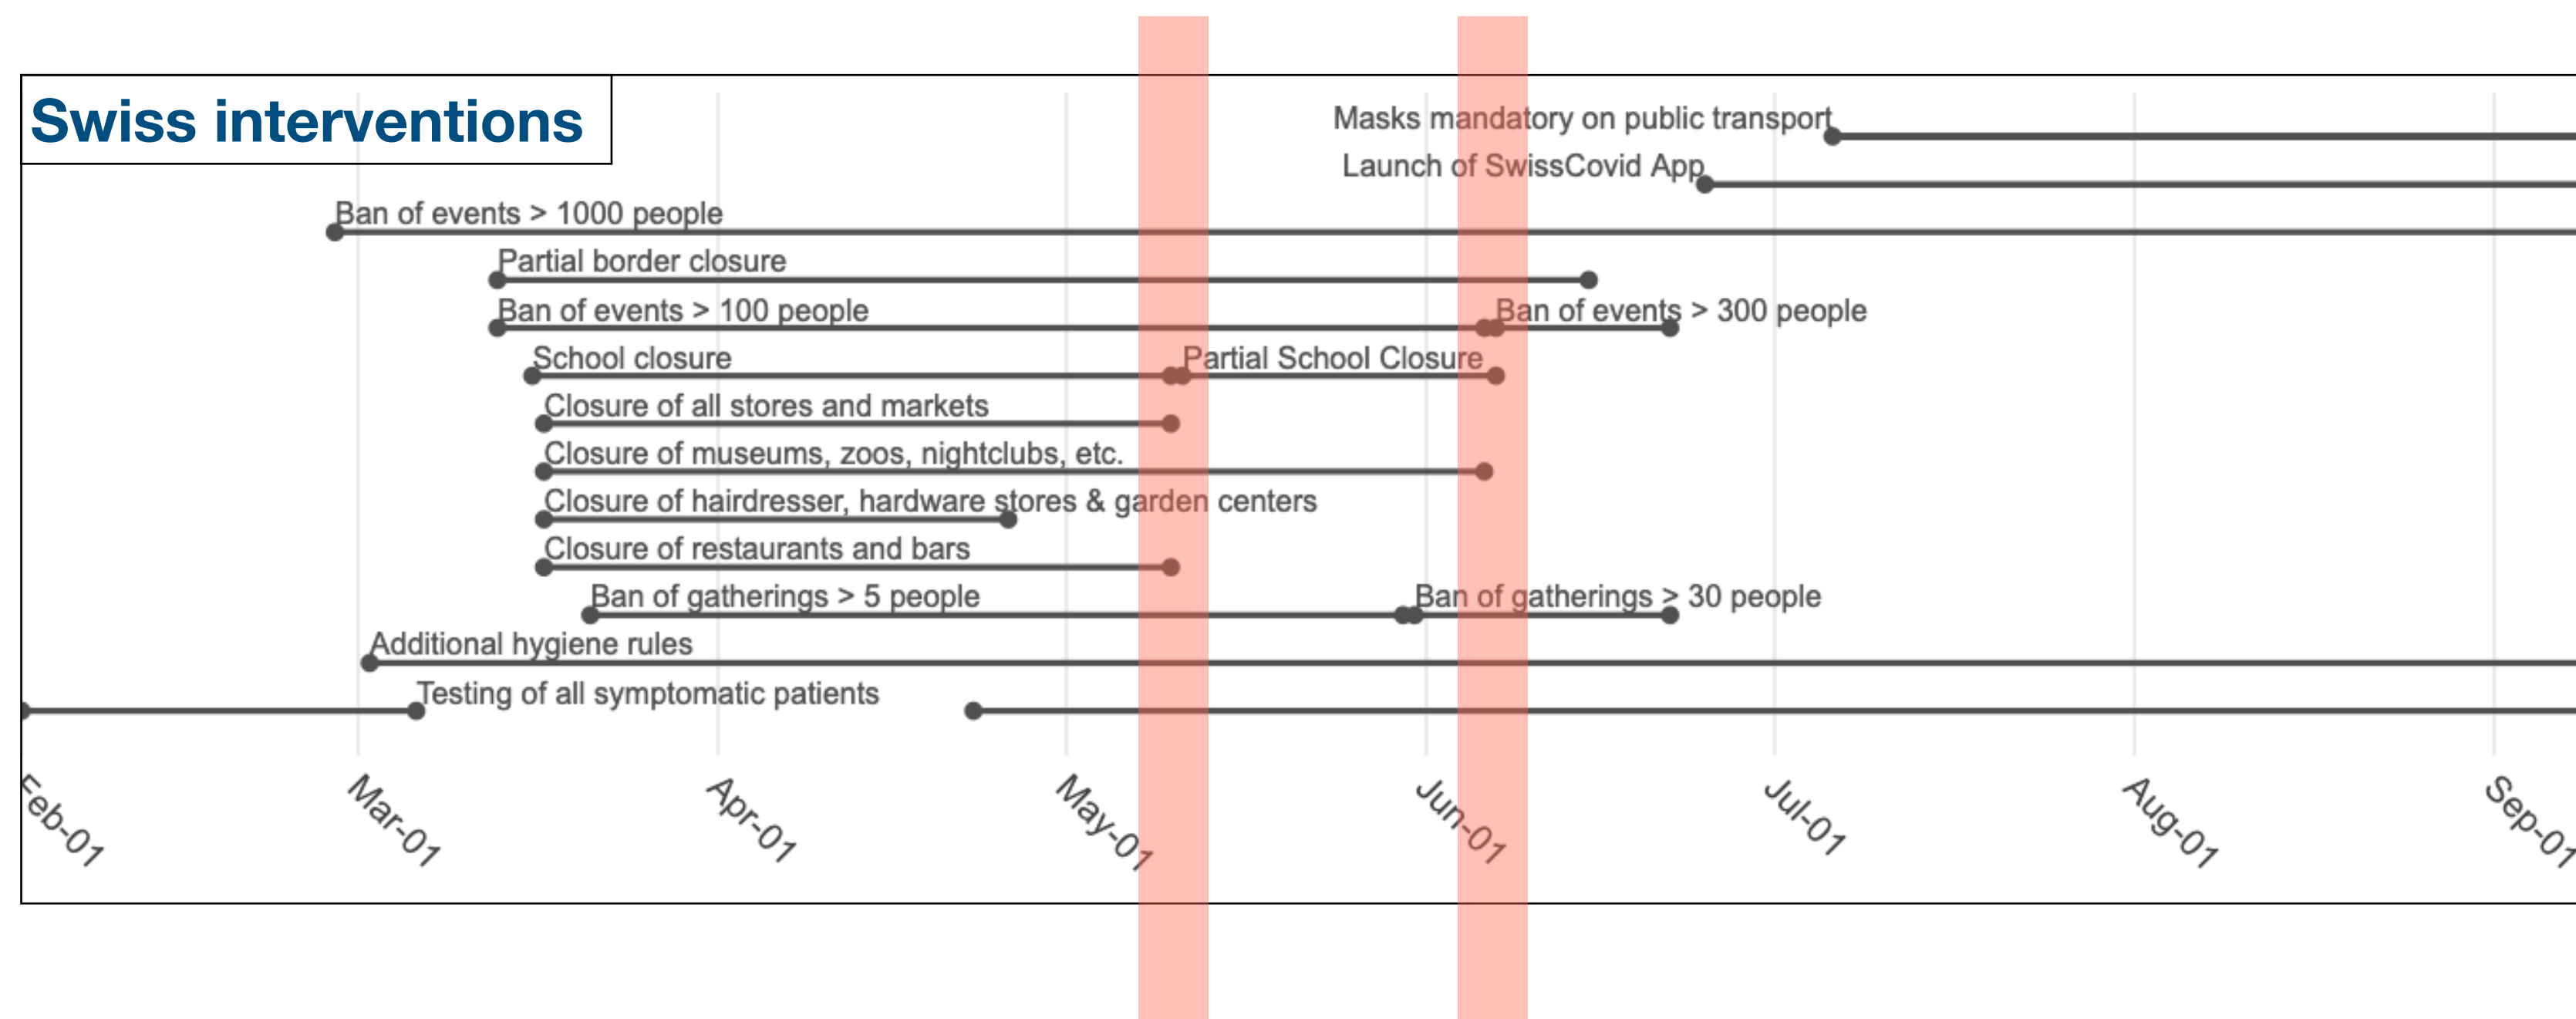 Swiss interventions
Masks mandatory on public transport
Launch of SwissCovid App
Ban of events > 1000 people
Partial border closure
Ban of events > 100 people
Ban of events > 300 people
School closure
Partial School Closure
Closure of all stores and markets
Closure of museums, zoos, nightclubs, etc.
Closure of hairdresser, hardware stores & garden centers
Closure of restaurants and bars
Ban of gatherings > 5 people
Ban of gatherings > 30 people
Additional hygiene rules
Testing of all symptomatic patients
Feb-01
Mar-01
Apr-01
May-01
Jun-01
Jul-01
Aug-01
Sep-01